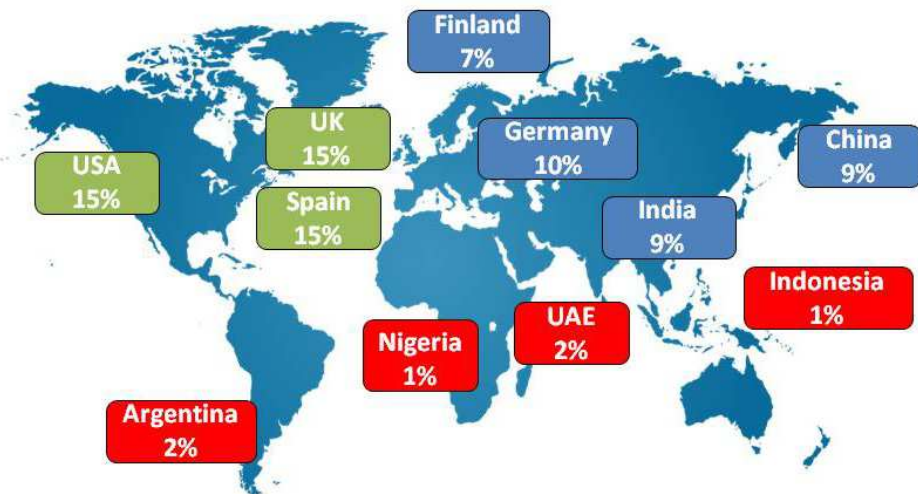 Finland
7%
UK
15%
Germany
10%
China
9%
USA
15%
Spain
15%
India
9%
Indonesia
1%
UAE
2%
Nigeria
1%
Argentina
2%